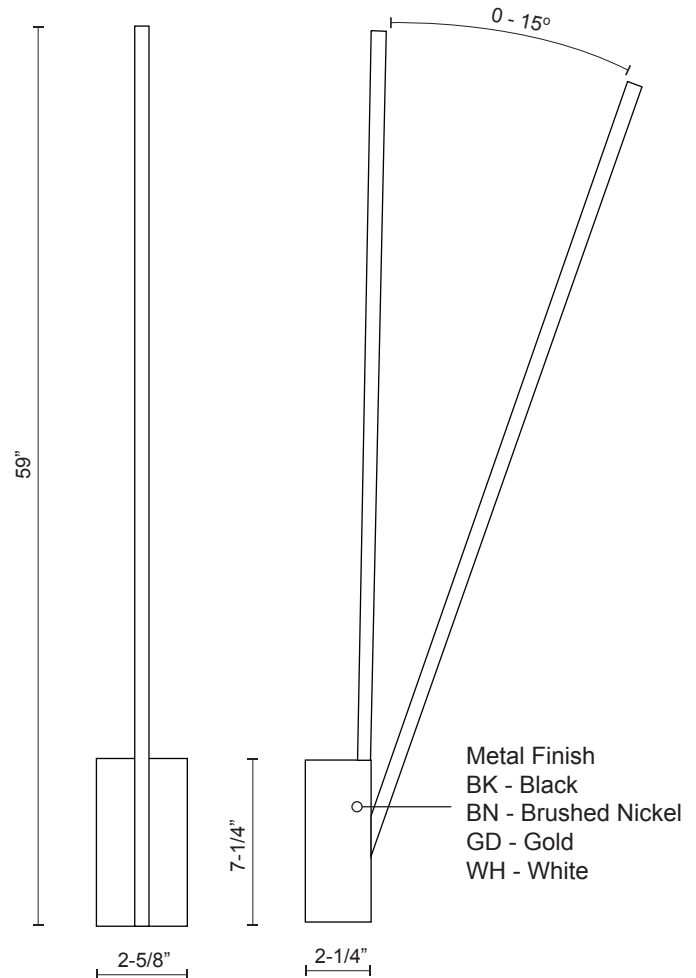 0 - 15º
59”
7-1/4”
Metal Finish
BK - Black
BN - Brushed Nickel
GD - Gold
WH - White
2-5/8”
2-1/4”